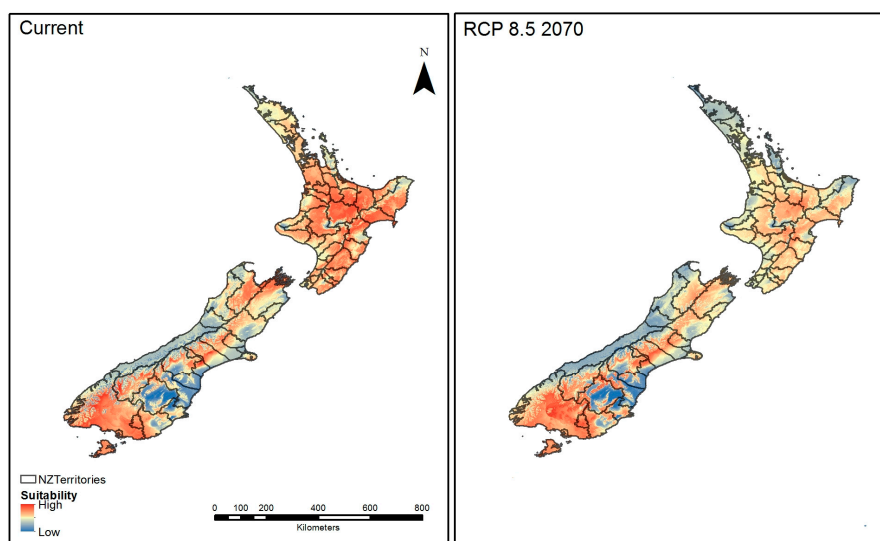 Current
RCP 8.5 2070
N
NZTerritories
Suitability
High
Low
0 100 200 400 600 800
Kilometers